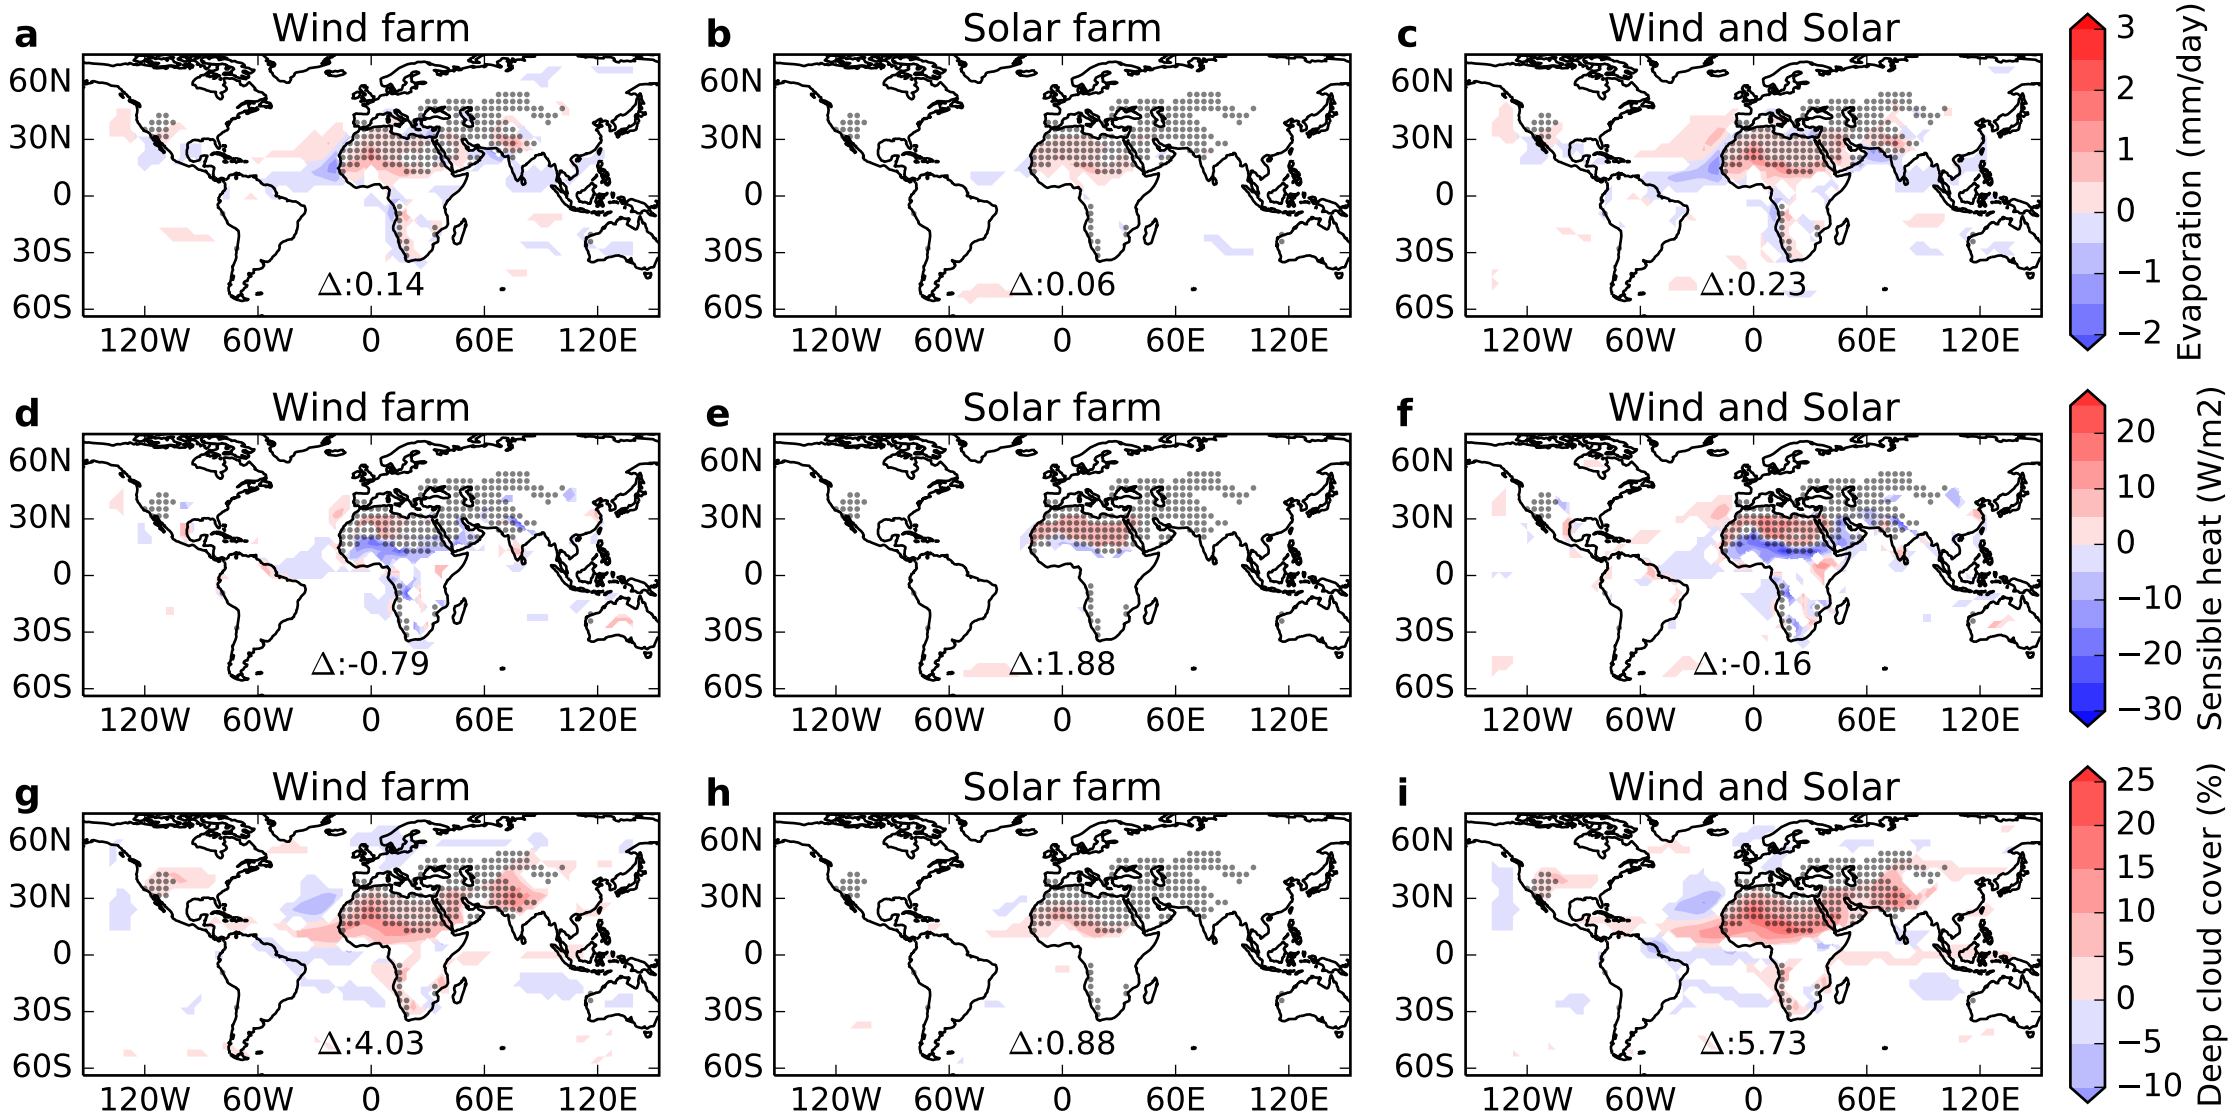 a Wind farm
b Solar farm
c Wind and Solar
60N
30N
0
30S
60S
Δ:0.14
120W 60W 0 60E 120E
60N
30N
0
30S
60S
Δ:0.06
120W 60W 0 60E 120E
60N
30N
0
30S
60S
Δ:0.23
120W 60W 0 60E 120E
3
2
1
0
−1
−2
Evaporation (mm/day)
d Wind farm
e Solar farm
f Wind and Solar
60N
30N
0
30S
60S
Δ:-0.79
120W 60W 0 60E 120E
60N
30N
0
30S
60S
Δ:1.88
120W 60W 0 60E 120E
60N
30N
0
30S
60S
Δ:-0.16
120W 60W 0 60E 120E
20
10
0
−10
−20
−30
Sensible heat (W/m2)
g Wind farm
h Solar farm
i Wind and Solar
60N
30N
0
30S
60S
Δ:4.03
120W 60W 0 60E 120E
60N
30N
0
30S
60S
Δ:0.88
120W 60W 0 60E 120E
60N
30N
0
30S
60S
Δ:5.73
120W 60W 0 60E 120E
25
20
15
10
5
0
−5
−10
Deep cloud cover (%)